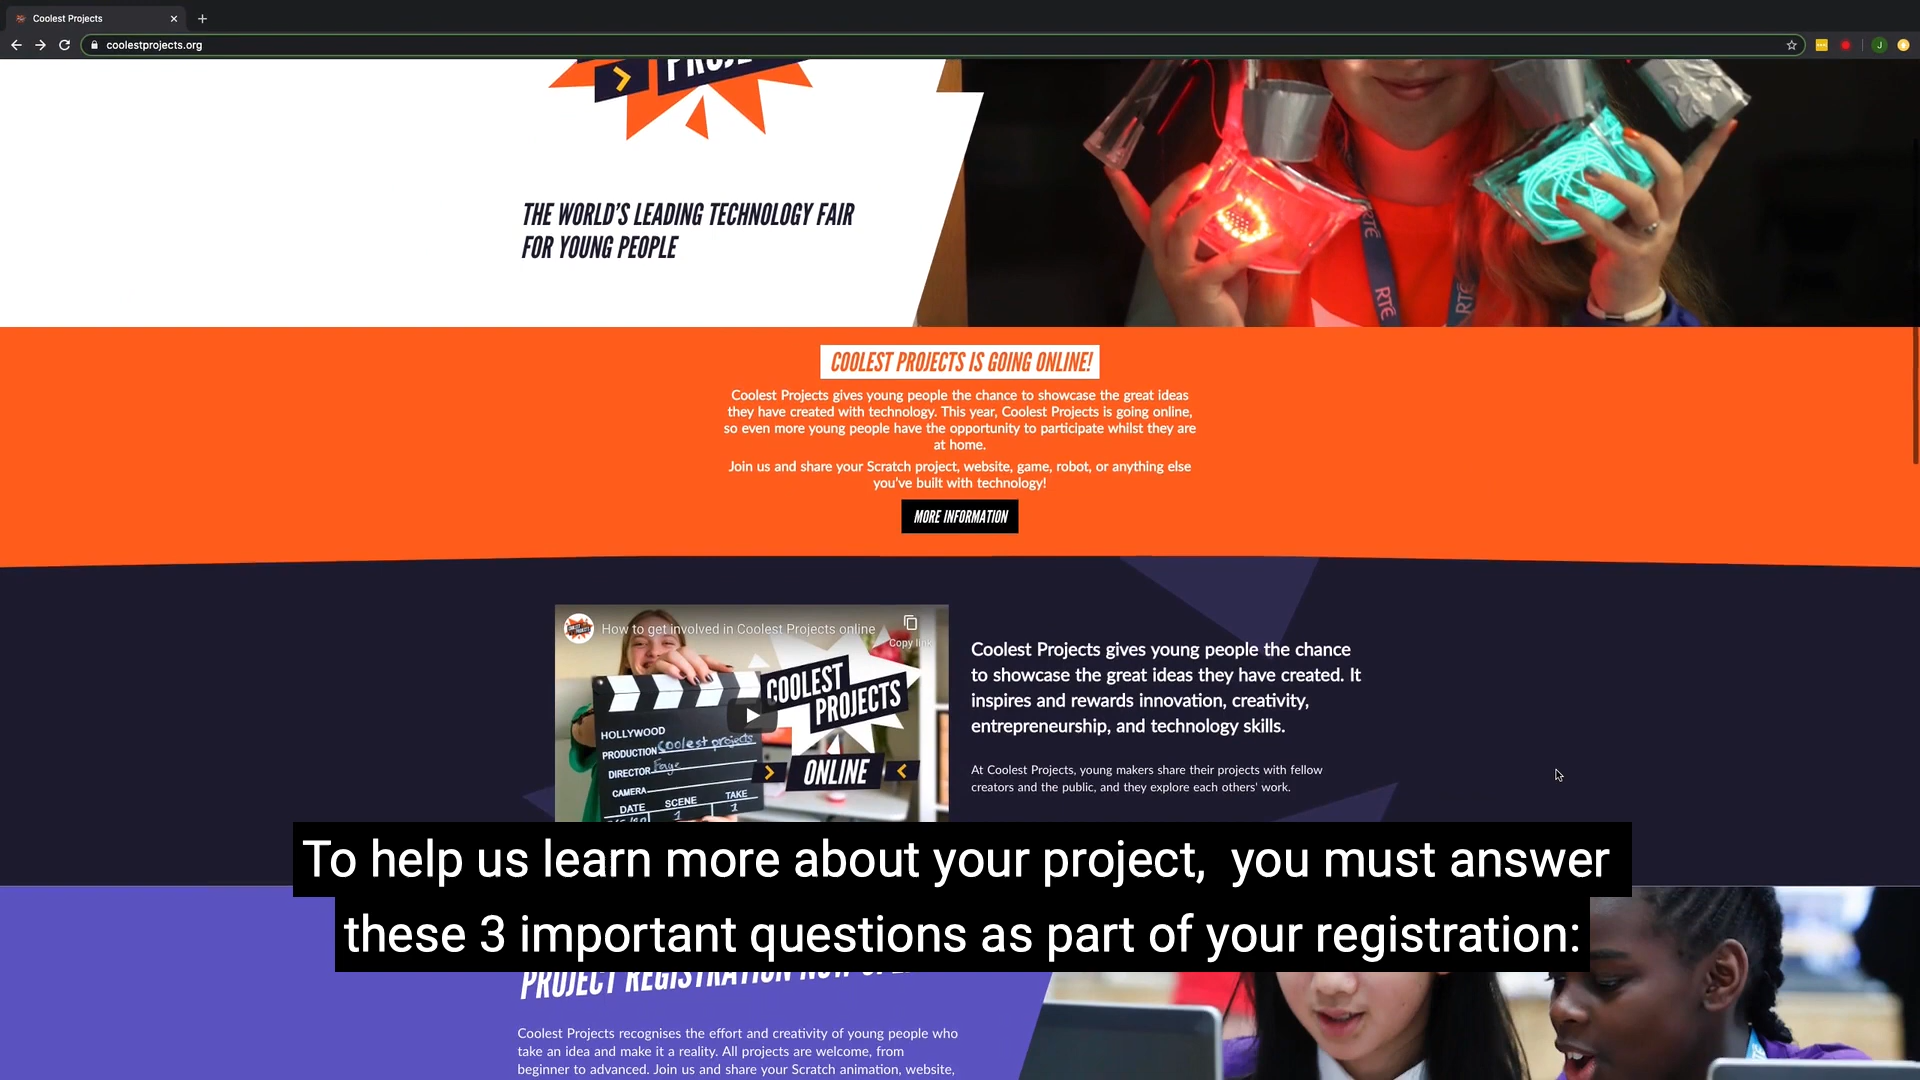 Coolest Projects
coolestprojects.org
J
THE WORLD'S LEADING TECHNOLOGY FAIR
FOR YOUNG PEOPLE
RTÉ
RTÉ
COOLEST PROJECTS IS GOING ONLINE!
Coolest Projects gives young people the chance to showcase the great ideas
they have created with technology. This year, Coolest Projects is going online,
so even more young people have the opportunity to participate whilst they are
at home.
Join us and share your Scratch project, website, game, robot, or anything else
you've built with technology!
MORE INFORMATION
How to get involved in Coolest Projects online
Copy link
COOLEST
PROJECTS
ONLINE
HOLLYWOOD
PRODUCTION Coolest projects
DIRECTOR Faye
CAMERA
DATE SCENE TAKE
1 1
Coolest Projects gives young people the chance
to showcase the great ideas they have created. It
inspires and rewards innovation, creativity,
entrepreneurship, and technology skills.
At Coolest Projects, young makers share their projects with fellow
creators and the public, and they explore each others' work.
To help us learn more about your project, you must answer
these 3 important questions as part of your registration:
PROJECT REGISTRATION NOW
Coolest Projects recognises the effort and creativity of young people who
take an idea and make it a reality. All projects are welcome, from
beginner to advanced. Join us and share your Scratch animation, website,